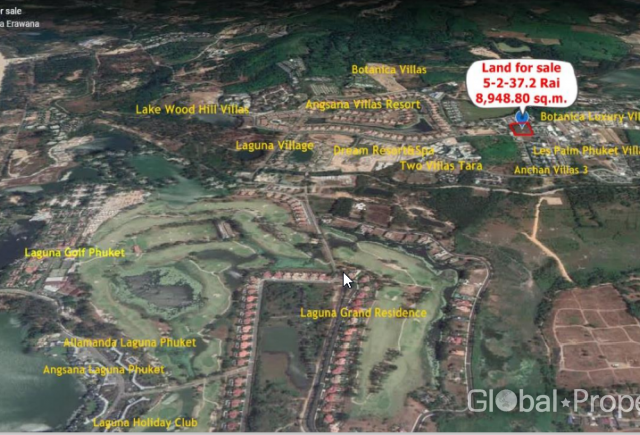 r sale
a Erawana
Botanica Villas
Land for sale
5-2-37.2 Rai
8,948.80 sq.m.
Lake Wood Hill Villas
Angsana Villas Resort
Botanica Luxury Vil
Laguna Village
Dream Resort&Spa
Les Palm Phuket Villa
Two Villas Tara
Anchan Villas 3
Laguna Golf Phuket
Laguna Grand Residence
Allamanda Laguna Phuket
Angsana Laguna Phuket
Global Prope
Laguna Holiday Club